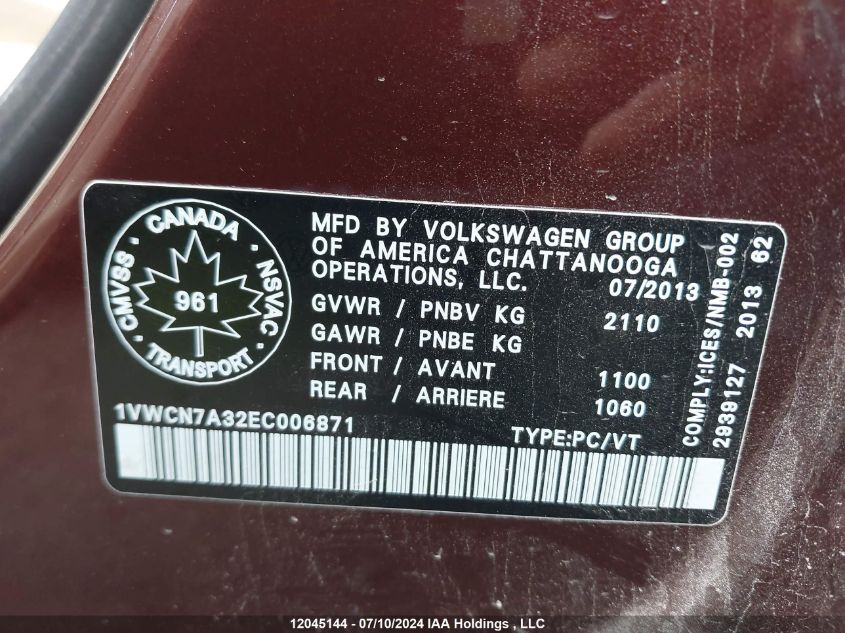 CANADA
CMVSS · NSVAC
961
TRANSPORT
MFD BY VOLKSWAGEN GROUP
OF AMERICA CHATTANOOGA
OPERATIONS, LLC. 07/2013
GVWR / PNBV KG 2110
GAWR / PNBE KG
FRONT / AVANT 1100
REAR / ARRIERE 1060
1VWCN7A32EC006871 TYPE:PC/VT
COMPLY:ICES/NMB-002
2939127 2013 62
12045144 - 07/10/2024 IAA Holdings , LLC